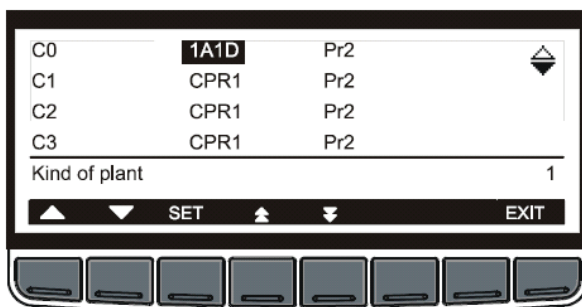 C0 1A1D Pr2
C1 CPR1 Pr2
C2 CPR1 Pr2
C3 CPR1 Pr2
Kind of plant 1
SET EXIT